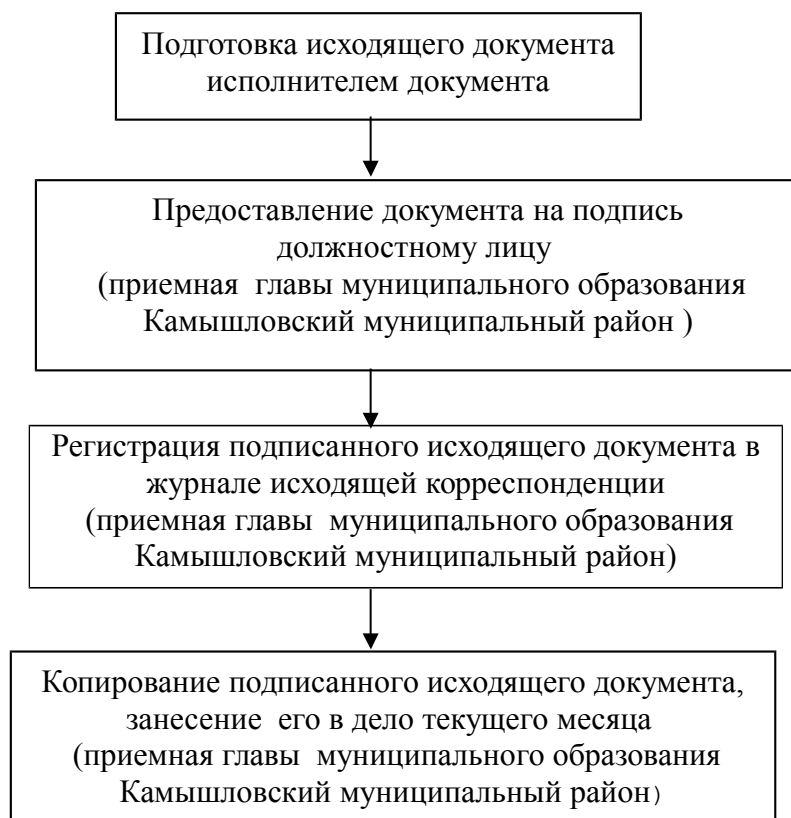 Подготовка исходящего документа
исполнителем документа
Предоставление документа на подпись
должностному лицу
(приемная главы муниципального образования
Камышловский муниципальный район )
Регистрация подписанного исходящего документа в
журнале исходящей корреспонденции
(приемная главы муниципального образования
Камышловский муниципальный район)
Копирование подписанного исходящего документа,
занесение его в дело текущего месяца
(приемная главы муниципального образования
Камышловский муниципальный район)